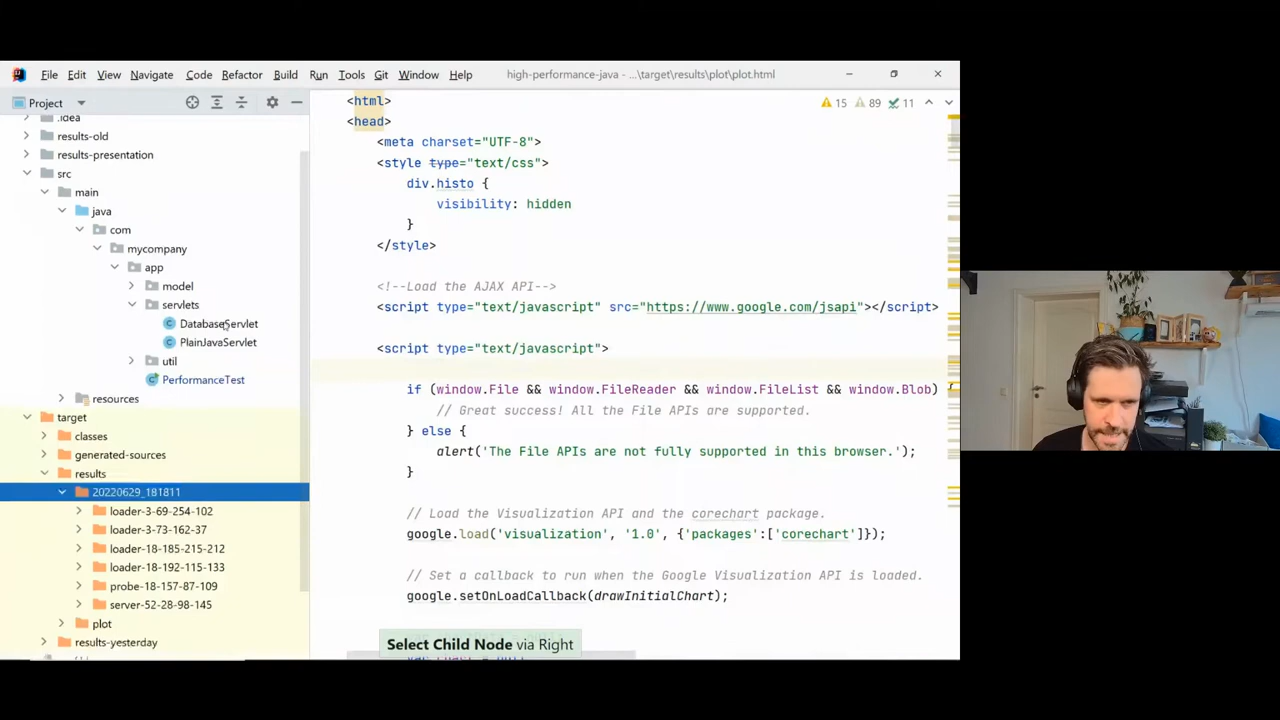 File Edit View Navigate Code Refactor Build Run Tools Git Window Help high-performance-java - ...\target\results\plot\plot.html
Project
.idea
results-old
results-presentation
src
main
java
com
mycompany
app
model
servlets
DatabaseServlet
PlainJavaServlet
util
PerformanceTest
resources
target
classes
generated-sources
results
20220629_181811
loader-3-69-254-102
loader-3-73-162-37
loader-18-185-215-212
loader-18-192-115-133
probe-18-157-87-109
server-52-28-98-145
plot
results-yesterday
15 89 11
<html>
<head>
<meta charset="UTF-8">
<style type="text/css">
div.histo {
visibility: hidden
}
</style>
<!--Load the AJAX API-->
<script type="text/javascript" src="https://www.google.com/jsapi"></script>
<script type="text/javascript">
if (window.File && window.FileReader && window.FileList && window.Blob) {
// Great success! All the File APIs are supported.
} else {
alert('The File APIs are not fully supported in this browser.');
}
// Load the Visualization API and the corechart package.
google.load('visualization', '1.0', {'packages':['corechart']});
// Set a callback to run when the Google Visualization API is loaded.
google.setOnLoadCallback(drawInitialChart);
Select Child Node via Right